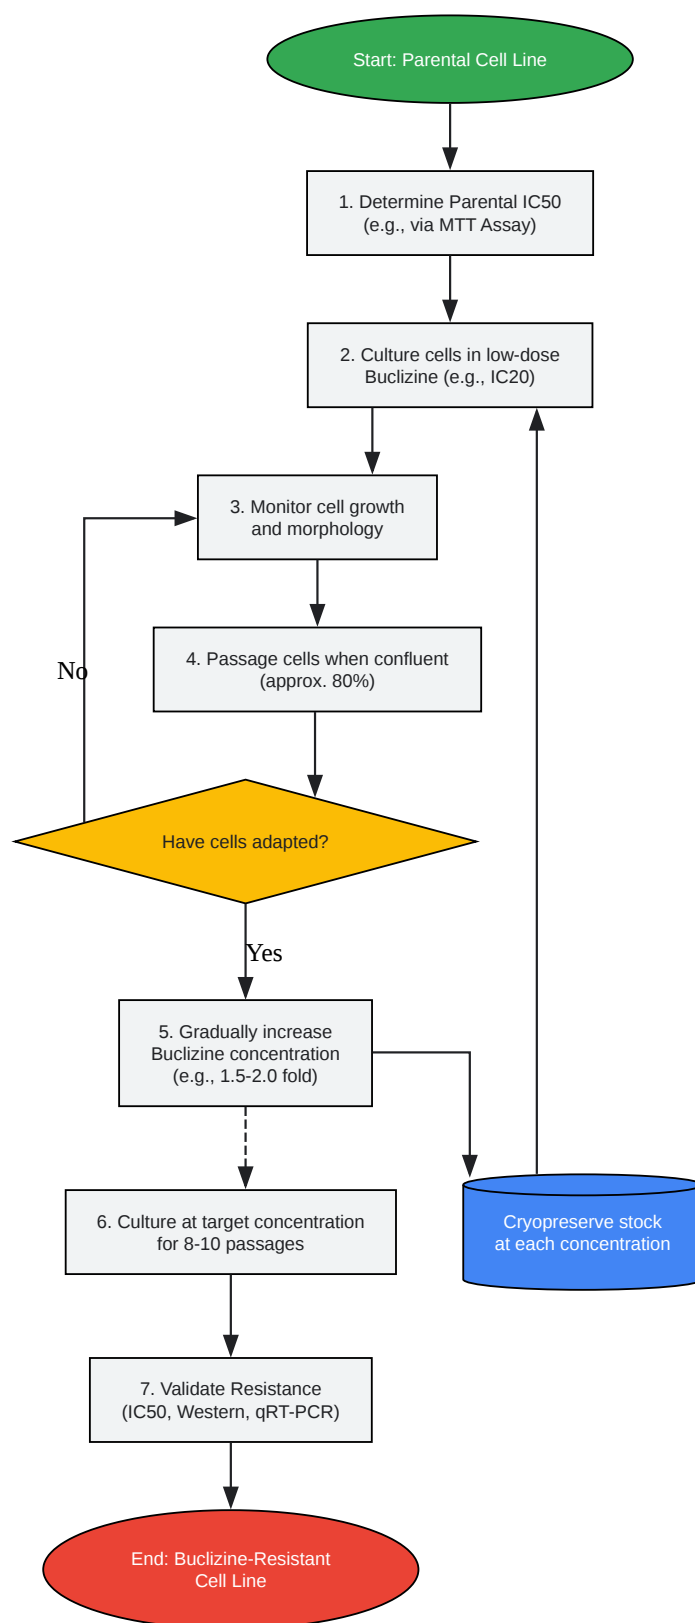 Start: Parental Cell Line
1. Determine Parental IC50
(e.g., via MTT Assay)
2. Culture cells in low-dose
Buclizine (e.g., IC20)
3. Monitor cell growth
and morphology
No
4. Passage cells when confluent
(approx. 80%)
Have cells adapted?
Yes
5. Gradually increase
Buclizine concentration
(e.g., 1.5-2.0 fold)
6. Culture at target concentration
for 8-10 passages
Cryopreserve stock
at each concentration
7. Validate Resistance
(IC50, Western, qRT-PCR)
End: Buclizine-Resistant
Cell Line